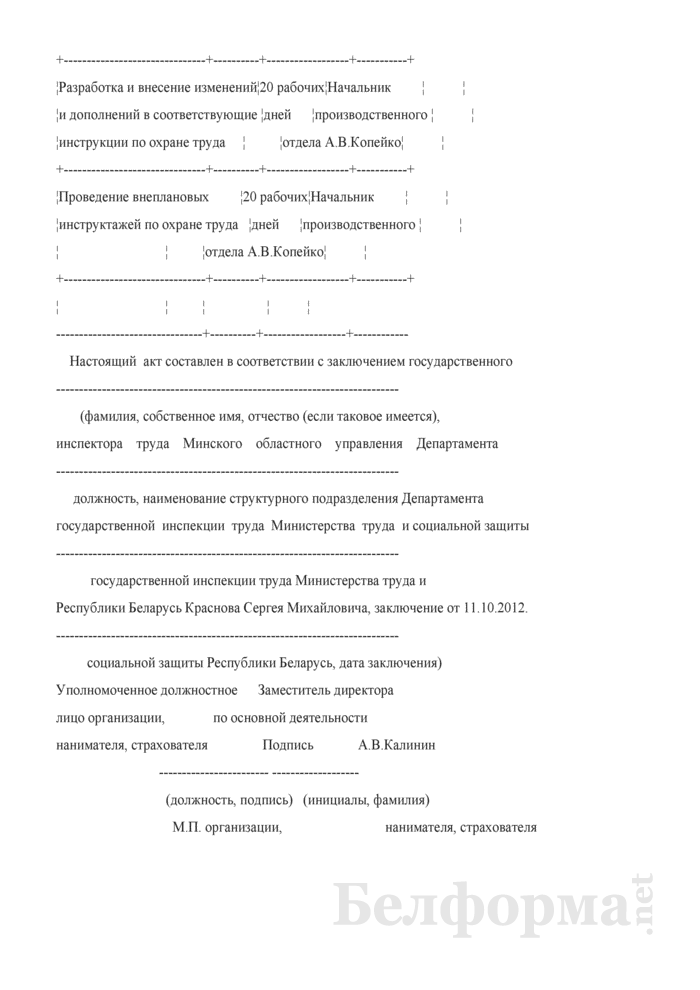 +-------------------------------+----------+------------------+-----------+
¦Разработка и внесение изменений¦20 рабочих¦Начальник ¦ ¦
¦и дополнений в соответствующие ¦дней ¦производственного ¦ ¦
¦инструкции по охране труда ¦ ¦отдела А.В.Копейко¦ ¦
+-------------------------------+----------+------------------+-----------+
¦Проведение внеплановых ¦20 рабочих¦Начальник ¦ ¦
¦инструктажей по охране труда ¦дней ¦производственного ¦ ¦
¦ ¦ ¦отдела А.В.Копейко¦ ¦
+-------------------------------+----------+------------------+-----------+
¦ ¦ ¦ ¦ ¦
--------------------------------+----------+------------------+------------
Настоящий акт составлен в соответствии с заключением государственного
---------------------------------------------------------------------------
(фамилия, собственное имя, отчество (если таковое имеется),
инспектора труда Минского областного управления Департамента
---------------------------------------------------------------------------
должность, наименование структурного подразделения Департамента
государственной инспекции труда Министерства труда и социальной защиты
---------------------------------------------------------------------------
государственной инспекции труда Министерства труда и
Республики Беларусь Краснова Сергея Михайловича, заключение от 11.10.2012.
---------------------------------------------------------------------------
социальной защиты Республики Беларусь, дата заключения)
Уполномоченное должностное Заместитель директора
лицо организации, по основной деятельности
нанимателя, страхователя Подпись А.В.Калинин
------------------------ -------------------
(должность, подпись) (инициалы, фамилия)
М.П. организации, нанимателя, страхователя
Белформа.net